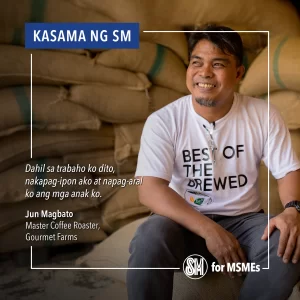 KASAMA NG SM
BEST OF
THE
BREWED
Dahil sa trabaho ko dito,
nakapag-ipon ako at napag-aral
ko ang mga anak ko.
Jun Magbato
Master Coffee Roaster,
Gourmet Farms
SM for MSMEs